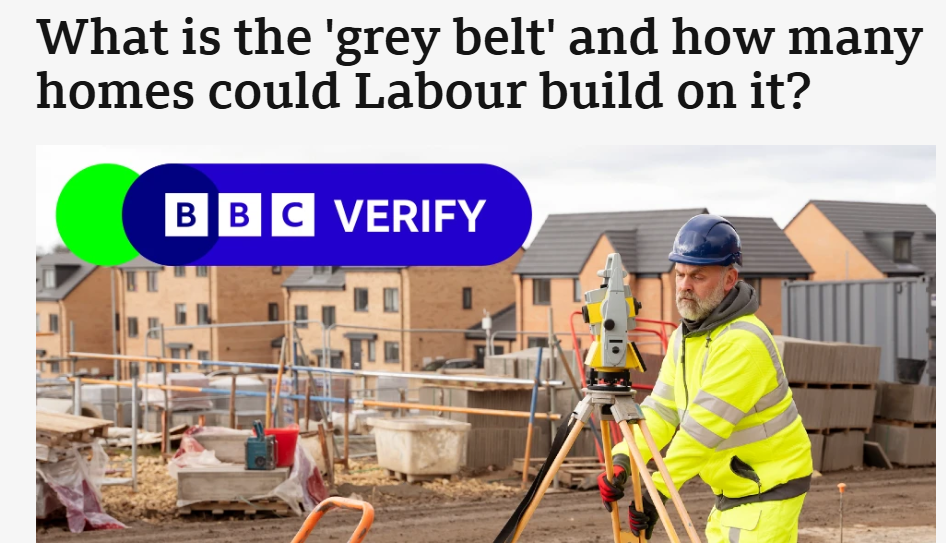 What is the 'grey belt' and how many
homes could Labour build on it?
BBC VERIFY